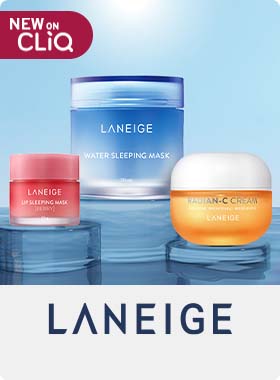 NEW ON
CLiQ
LANEIGE
WATER SLEEPING MASK
LANEIGE
LIP SLEEPING MASK
[BERRY]
RADIAN-C CREAM
LANEIGE
LANEIGE